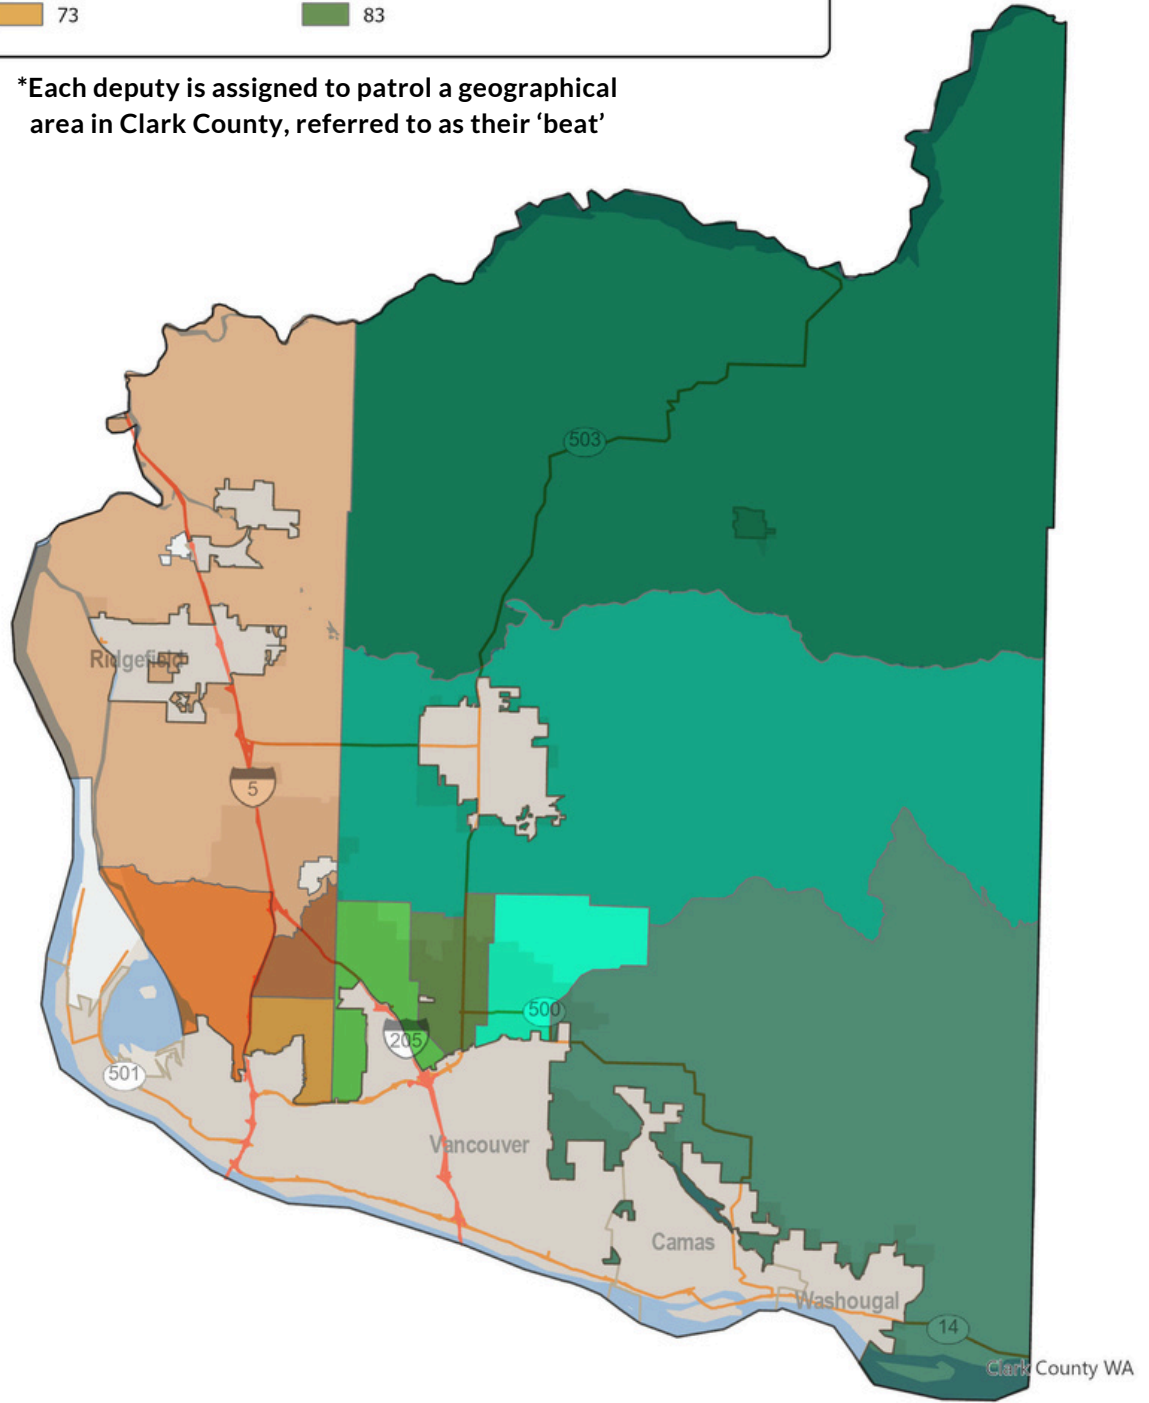 73
83
*Each deputy is assigned to patrol a geographical
area in Clark County, referred to as their ‘beat’
503
Ridgefield
5
500
205
501
Vancouver
Camas
Washougal
14
Clark County WA